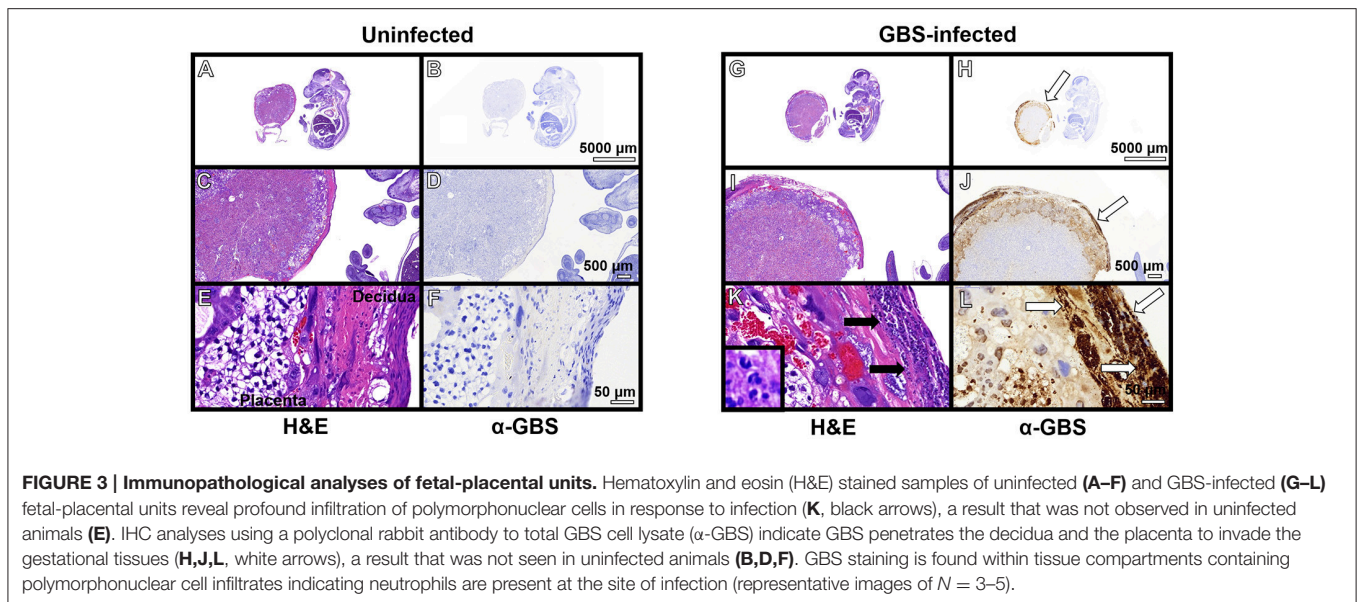 Uninfected
GBS-infected
A
B
5000 µm
G
H
5000 µm
C
D
500 µm
I
J
500 µm
E
Decidua
Placenta
F
50 µm
K
L
50 µm
H&E
α-GBS
H&E
α-GBS
FIGURE 3 | Immunopathological analyses of fetal-placental units. Hematoxylin and eosin (H&E) stained samples of uninfected (A–F) and GBS-infected (G–L)
fetal-placental units reveal profound infiltration of polymorphonuclear cells in response to infection (K, black arrows), a result that was not observed in uninfected
animals (E). IHC analyses using a polyclonal rabbit antibody to total GBS cell lysate (α-GBS) indicate GBS penetrates the decidua and the placenta to invade the
gestational tissues (H,J,L, white arrows), a result that was not seen in uninfected animals (B,D,F). GBS staining is found within tissue compartments containing
polymorphonuclear cell infiltrates indicating neutrophils are present at the site of infection (representative images of N = 3–5).